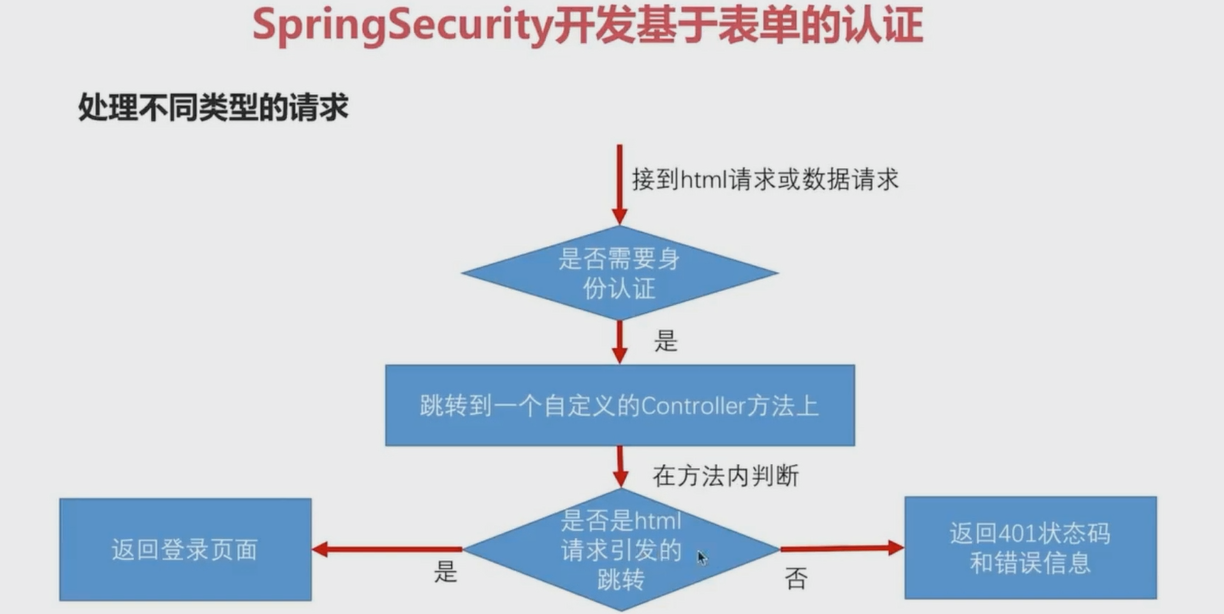 SpringSecurity开发基于表单的认证
处理不同类型的请求
接到html请求或数据请求
是否需要身
份认证
是
跳转到一个自定义的Controller方法上
在方法内判断
是否是html
请求引发的
跳转
返回登录页面
是
否
返回401状态码
和错误信息